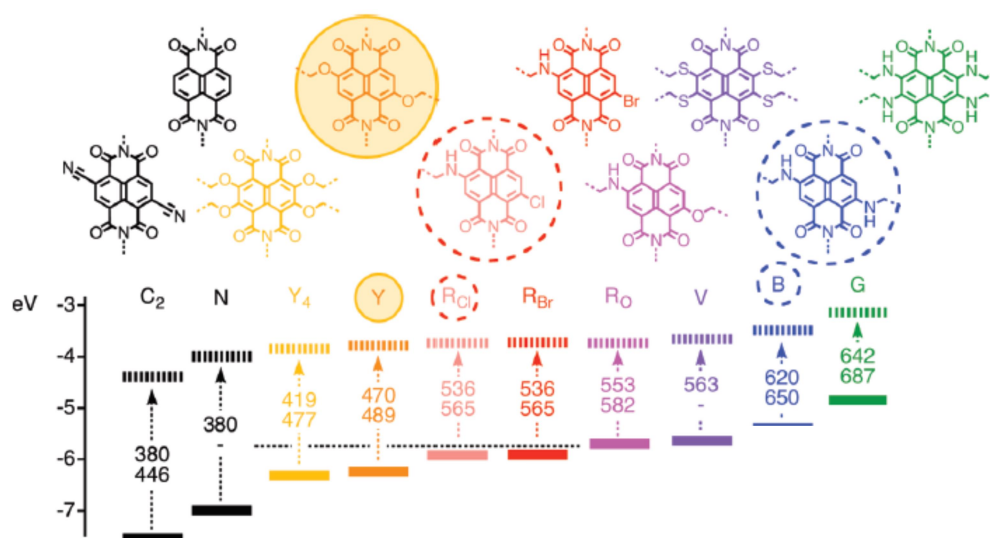 O N O O N O O N O O N O O N O
O H N S S H N N H
O Br S S N H N H
O N O O N O O N O O N O O N O
O N O O N O O N O O N O O N O
N O O H N H N H N
N O O Cl O N H
O N O O N O O N O O N O O N O
eV
C2 N Y4 Y RCl RBr RO V B G
-3
-4
-5
-6
-7
380
446
380
-
419
477
470
489
536
565
536
565
553
582
563
-
620
650
642
687